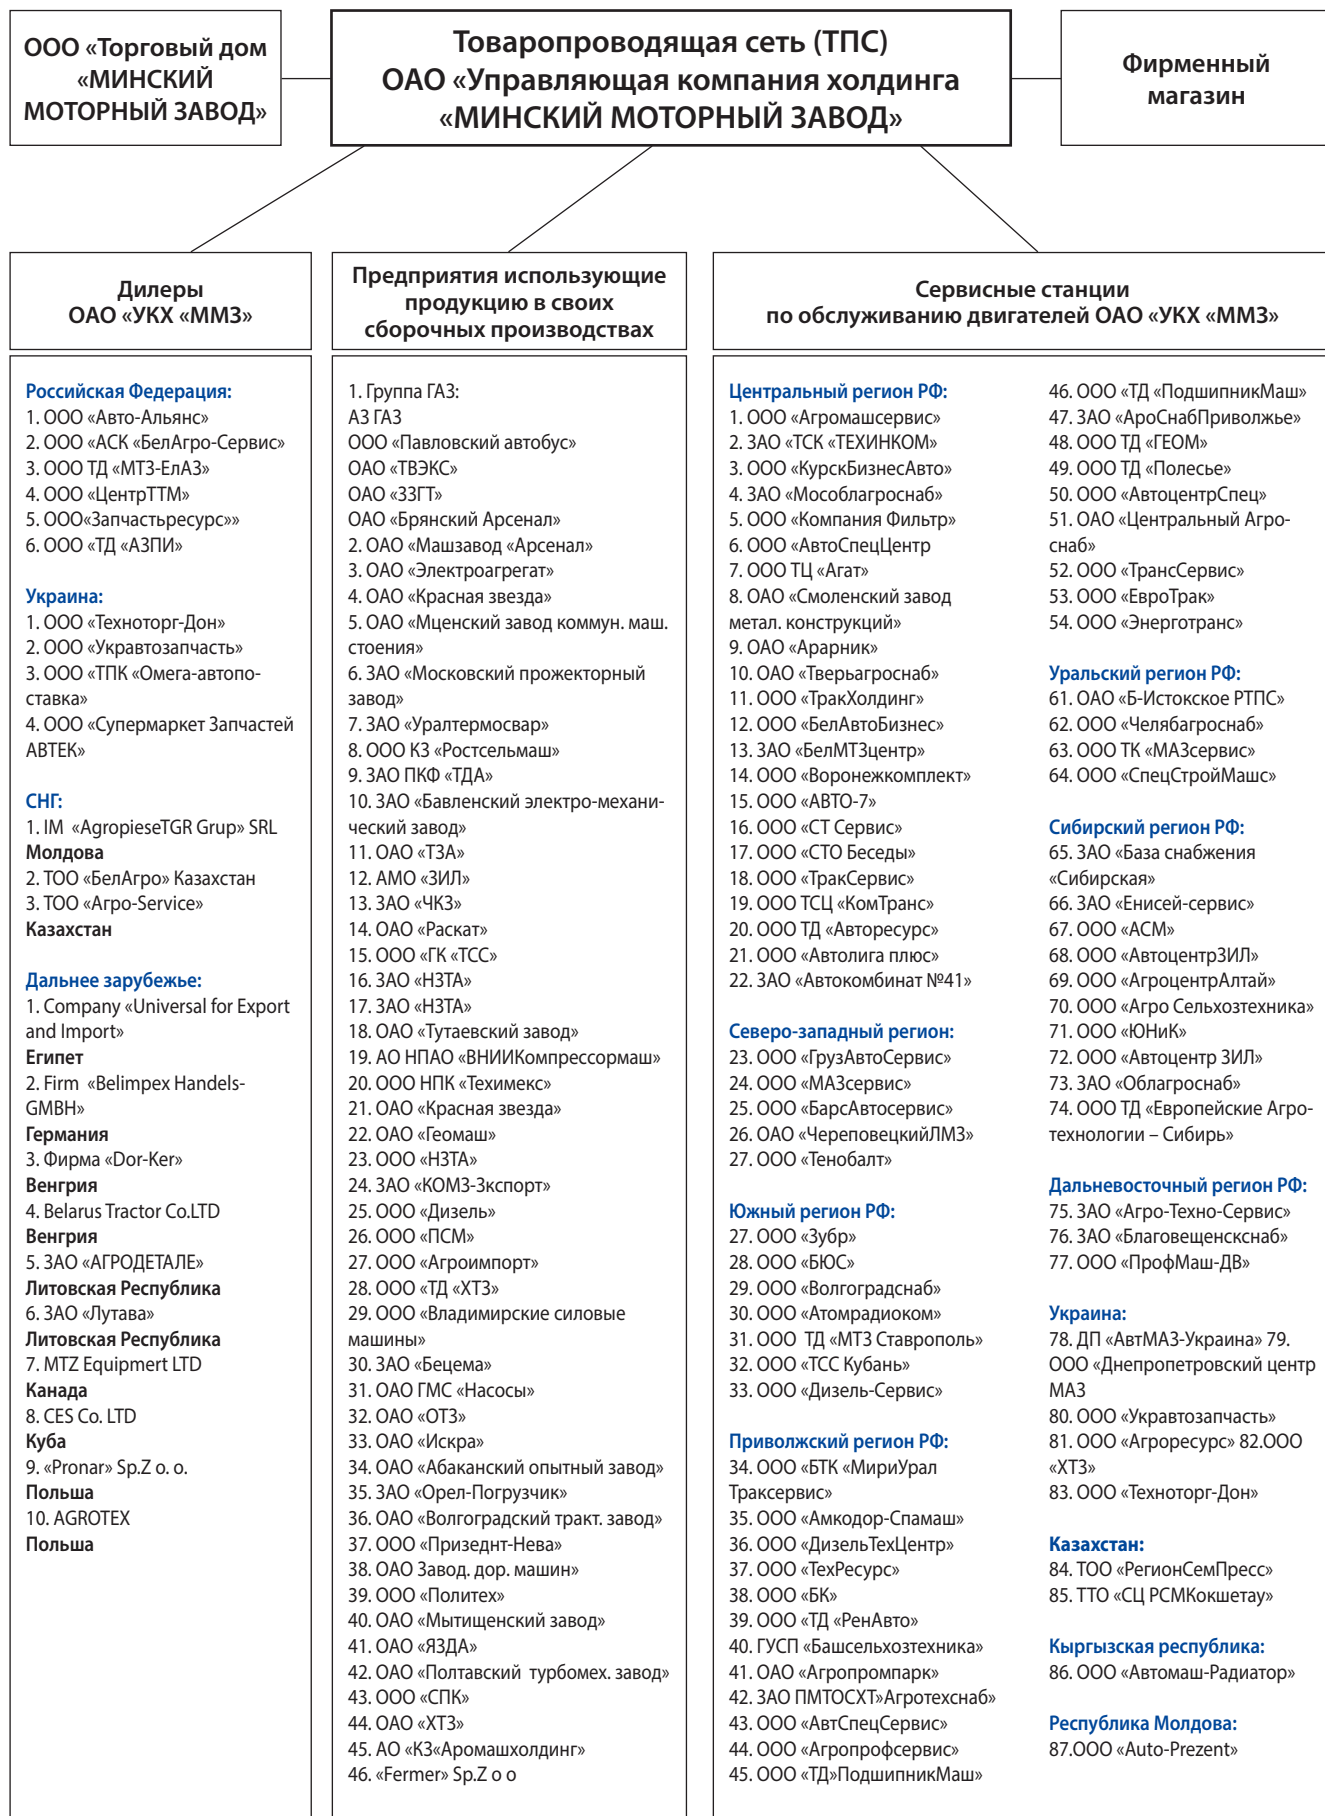 ООО «Торговый дом
«МИНСКИЙ
МОТОРНЫЙ ЗАВОД»
Товаропроводящая сеть (ТПС)
ОАО «Управляющая компания холдинга
«МИНСКИЙ МОТОРНЫЙ ЗАВОД»
Фирменный
магазин
Дилеры
ОАО «УКХ «ММЗ»
Российская Федерация:
1. ООО «Авто-Альянс»
2. ООО «АСК «БелАгро-Сервис»
3. ООО ТД «МТЗ-ЕлАЗ»
4. ООО «ЦентрТТМ»
5. ООО«Запчастьресурс»»
6. ООО «ТД «АЗПИ»
Украина:
1. ООО «Техноторг-Дон»
2. ООО «Укравтозапчасть»
3. ООО «ТПК «Омега-автопо-
ставка»
4. ООО «Супермаркет Запчастей
АВТЕК»
СНГ:
1. IM «AgropieseTGR Grup» SRL
Молдова
2. ТОО «БелАгро» Казахстан
3. ТОО «Агро-Service»
Казахстан
Дальнее зарубежье:
1. Company «Universal for Export
and Import»
Египет
2. Firm «Belimpex Handels-
GMBH»
Германия
3. Фирма «Dor-Ker»
Венгрия
4. Belarus Tractor Co.LTD
Венгрия
5. ЗАО «АГРОДЕТАЛЕ»
Литовская Республика
6. ЗАО «Лутава»
Литовская Республика
7. MTZ Equipmert LTD
Канада
8. CES Co. LTD
Куба
9. «Pronar» Sp.Z o. o.
Польша
10. AGROTEX
Польша
Предприятия использующие
продукцию в своих
сборочных производствах
1. Группа ГАЗ:
АЗ ГАЗ
ООО «Павловский автобус»
ОАО «ТВЭКС»
ОАО «ЗЗГТ»
ОАО «Брянский Арсенал»
2. ОАО «Машзавод «Арсенал»
3. ОАО «Электроагрегат»
4. ОАО «Красная звезда»
5. ОАО «Мценский завод коммун. маш.
стоения»
6. ЗАО «Московский прожекторный
завод»
7. ЗАО «Уралтермосвар»
8. ООО КЗ «Ростсельмаш»
9. ЗАО ПКФ «ТДА»
10. ЗАО «Бавленский электро-механи-
ческий завод»
11. ОАО «ТЗА»
12. АМО «ЗИЛ»
13. ЗАО «ЧКЗ»
14. ОАО «Раскат»
15. ООО «ГК «ТСС»
16. ЗАО «НЗТА»
17. ЗАО «НЗТА»
18. ОАО «Тутаевский завод»
19. АО НПАО «ВНИИКомпрессормаш»
20. ООО НПК «Техимекс»
21. ОАО «Красная звезда»
22. ОАО «Геомаш»
23. ООО «НЗТА»
24. ЗАО «КОМЗ-Зкспорт»
25. ООО «Дизель»
26. ООО «ПСМ»
27. ООО «Агроимпорт»
28. ООО «ТД «ХТЗ»
29. ООО «Владимирские силовые
машины»
30. ЗАО «Бецема»
31. ОАО ГМС «Насосы»
32. ОАО «ОТЗ»
33. ОАО «Искра»
34. ОАО «Абаканский опытный завод»
35. ЗАО «Орел-Погрузчик»
36. ОАО «Волгоградский тракт. завод»
37. ООО «Призеднт-Нева»
38. ОАО Завод. дор. машин»
39. ООО «Политех»
40. ОАО «Мытищенский завод»
41. ОАО «ЯЗДА»
42. ОАО «Полтавский турбомех. завод»
43. ООО «СПК»
44. ОАО «ХТЗ»
45. АО «КЗ«Аромашхолдинг»
46. «Fermer» Sp.Z o o
Сервисные станции
по обслуживанию двигателей ОАО «УКХ «ММЗ»
Центральный регион РФ:
1. ООО «Агромашсервис»
2. ЗАО «ТСК «ТЕХИНКОМ»
3. ООО «КурскБизнесАвто»
4. ЗАО «Мособлагроснаб»
5. ООО «Компания Фильтр»
6. ООО «АвтоСпецЦентр
7. ООО ТЦ «Агат»
8. ОАО «Смоленский завод
метал. конструкций»
9. ОАО «Арарник»
10. ОАО «Тверьагроснаб»
11. ООО «ТракХолдинг»
12. ООО «БелАвтоБизнес»
13. ЗАО «БелМТЗцентр»
14. ООО «Воронежкомплект»
15. ООО «АВТО-7»
16. ООО «СТ Сервис»
17. ООО «СТО Беседы»
18. ООО «ТракСервис»
19. ООО ТСЦ «КомТранс»
20. ООО ТД «Авторесурс»
21. ООО «Автолига плюс»
22. ЗАО «Автокомбинат №41»
Северо-западный регион:
23. ООО «ГрузАвтоСервис»
24. ООО «МАЗсервис»
25. ООО «БарсАвтосервис»
26. ОАО «ЧереповецкийЛМЗ»
27. ООО «Тенобалт»
Южный регион РФ:
27. ООО «Зубр»
28. ООО «БЮС»
29. ООО «Волгоградснаб»
30. ООО «Атомрадиоком»
31. ООО ТД «МТЗ Ставрополь»
32. ООО «ТСС Кубань»
33. ООО «Дизель-Сервис»
Приволжский регион РФ:
34. ООО «БТК «МириУрал
Траксервис»
35. ООО «Амкодор-Спамаш»
36. ООО «ДизельТехЦентр»
37. ООО «ТехРесурс»
38. ООО «БК»
39. ООО «ТД «РенАвто»
40. ГУСП «Башсельхозтехника»
41. ОАО «Агропромпарк»
42. ЗАО ПМТОСХТ»Агротехснаб»
43. ООО «АвтСпецСервис»
44. ООО «Агропрофсервис»
45. ООО «ТД»ПодшипникМаш»
46. ООО «ТД «ПодшипникМаш»
47. ЗАО «АроСнабПриволжье»
48. ООО ТД «ГЕОМ»
49. ООО ТД «Полесье»
50. ООО «АвтоцентрСпец»
51. ОАО «Центральный Агро-
снаб»
52. ООО «ТрансСервис»
53. ООО «ЕвроТрак»
54. ООО «Энерготранс»
Уральский регион РФ:
61. ОАО «Б-Истокское РТПС»
62. ООО «Челябагроснаб»
63. ООО ТК «МАЗсервис»
64. ООО «СпецСтройМашс»
Сибирский регион РФ:
65. ЗАО «База снабжения
«Сибирская»
66. ЗАО «Енисей-сервис»
67. ООО «АСМ»
68. ООО «АвтоцентрЗИЛ»
69. ООО «АгроцентрАлтай»
70. ООО «Агро Сельхозтехника»
71. ООО «ЮНиК»
72. ООО «Автоцентр ЗИЛ»
73. ЗАО «Облагроснаб»
74. ООО ТД «Европейские Агро-
технологии – Сибирь»
Дальневосточный регион РФ:
75. ЗАО «Агро-Техно-Сервис»
76. ЗАО «Благовещенскснаб»
77. ООО «ПрофМаш-ДВ»
Украина:
78. ДП «АвтМАЗ-Украина» 79.
ООО «Днепропетровский центр
МАЗ
80. ООО «Укравтозапчасть»
81. ООО «Агроресурс» 82.ООО
«ХТЗ»
83. ООО «Техноторг-Дон»
Казахстан:
84. ТОО «РегионСемПресс»
85. ТТО «СЦ РСМКокшетау»
Кыргызская республика:
86. ООО «Автомаш-Радиатор»
Республика Молдова:
87.ООО «Auto-Prezent»